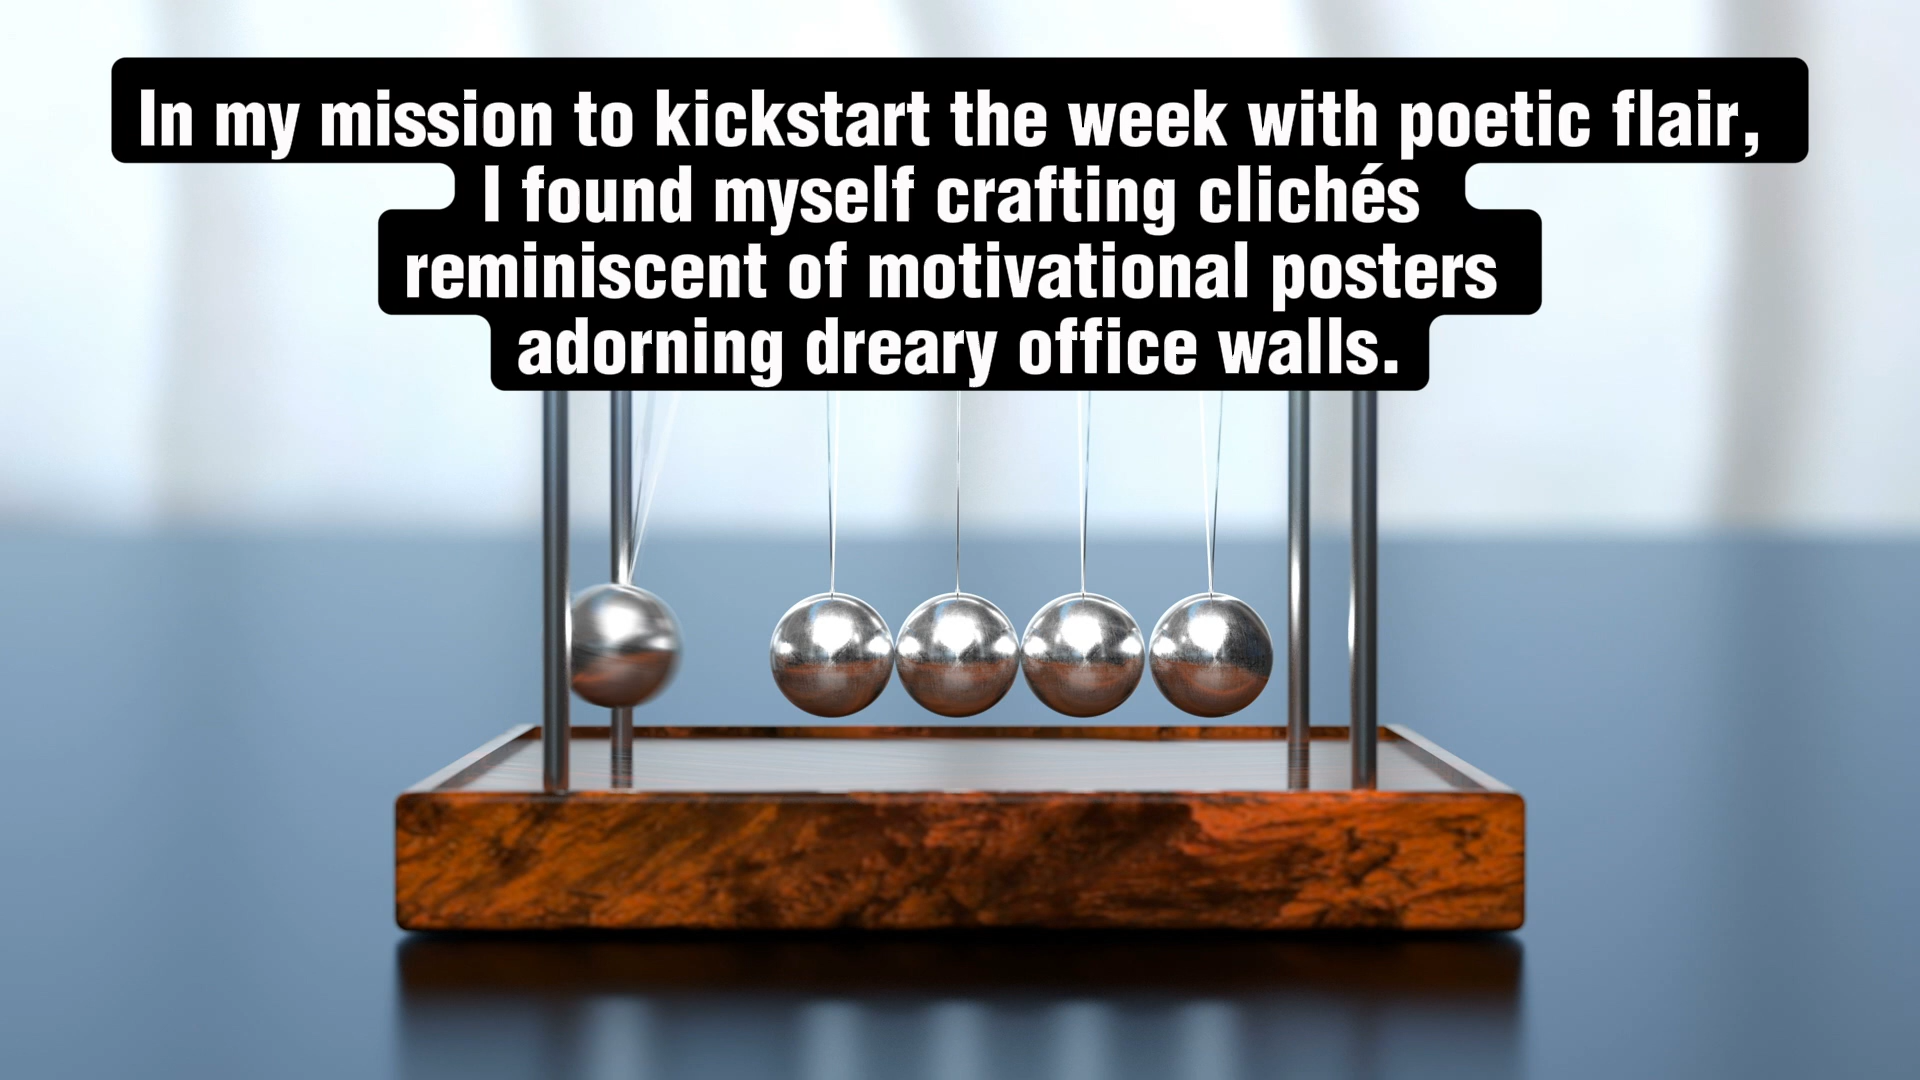 In my mission to kickstart the week with poetic flair,
I found myself crafting clichés
reminiscent of motivational posters
adorning dreary office walls.